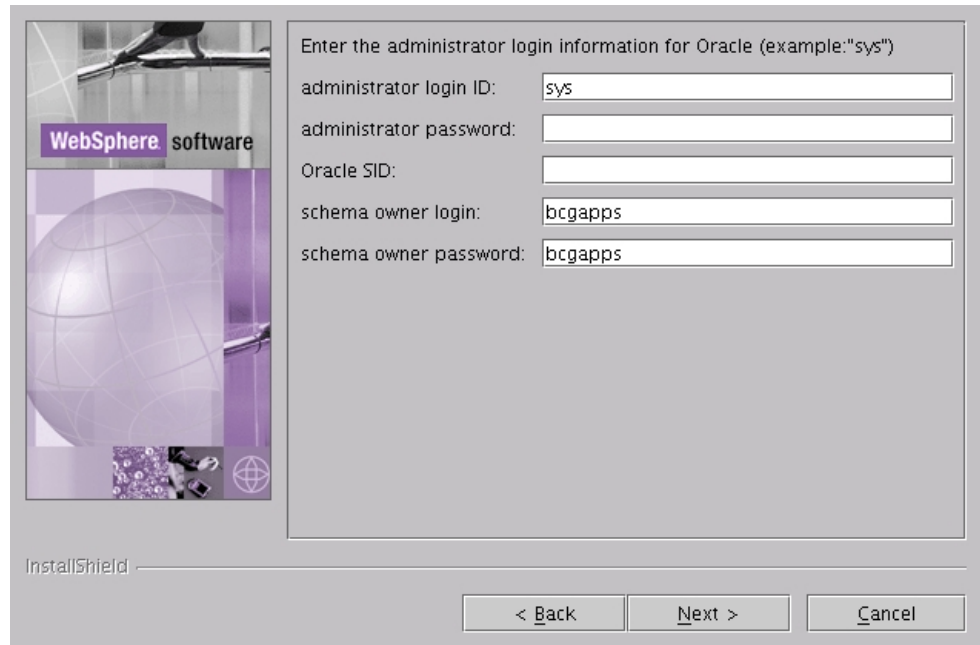 WebSphere software
Enter the administrator login information for Oracle (example:"sys")
administrator login ID: sys
administrator password:
Oracle SID:
schema owner login: bcgapps
schema owner password: bcgapps
InstallShield
< Back Next > Cancel